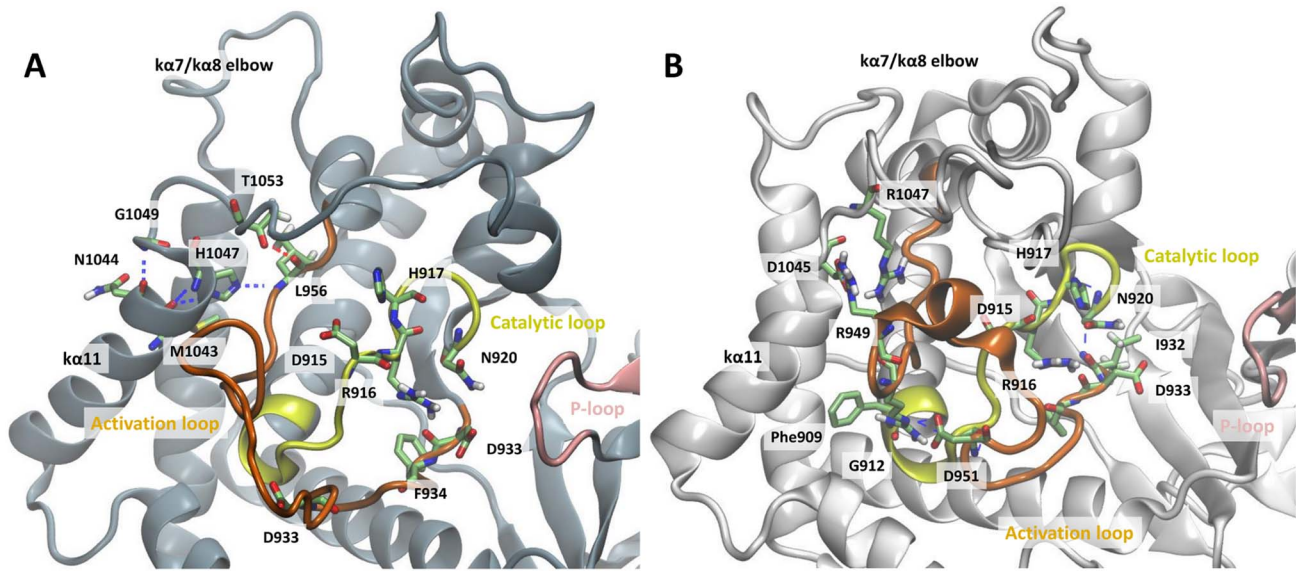 A
kα7/kα8 elbow
T1053
G1049
N1044
H1047
L956
H917
Catalytic loop
M1043
D915
N920
kα11
R916
P-loop
Activation loop
D933
F934
D933
B
kα7/kα8 elbow
R1047
H917
Catalytic loop
D1045
D915
N920
R949
I932
kα11
R916
D933
P-loop
Phe909
G912
D951
Activation loop